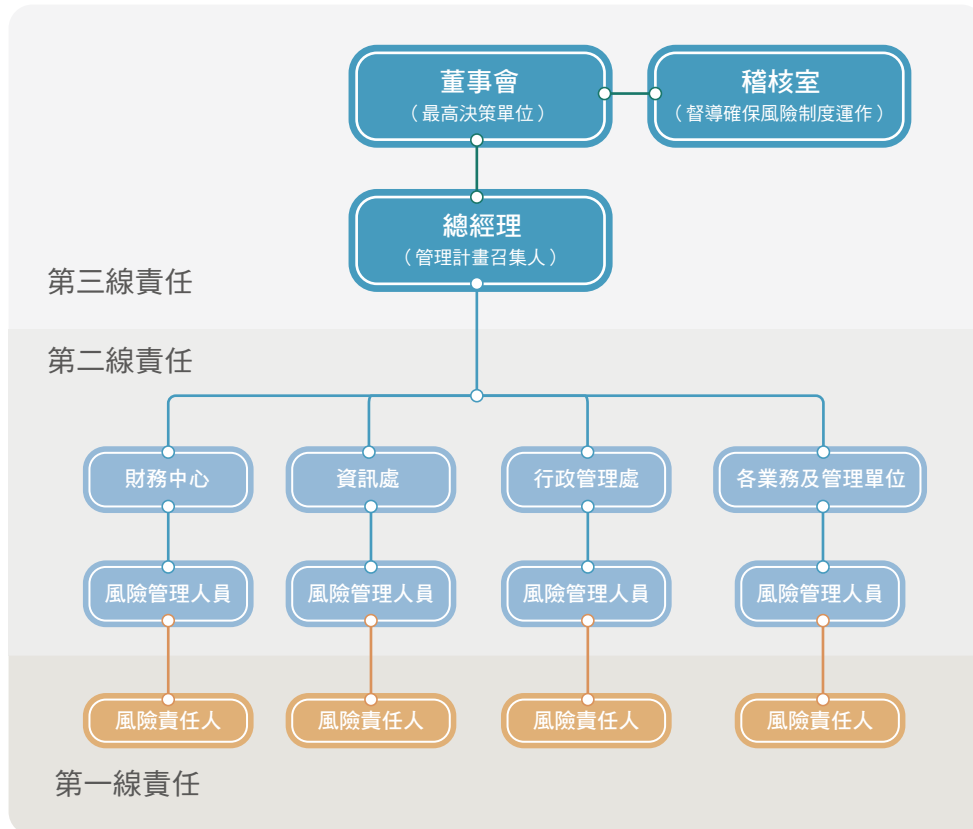 董事會
（最高決策單位）
稽核室
（督導確保風險制度運作）
總經理
（管理計畫召集人）
第三線責任
第二線責任
財務中心
資訊處
行政管理處
各業務及管理單位
風險管理人員
風險管理人員
風險管理人員
風險管理人員
風險責任人
風險責任人
風險責任人
風險責任人
第一線責任